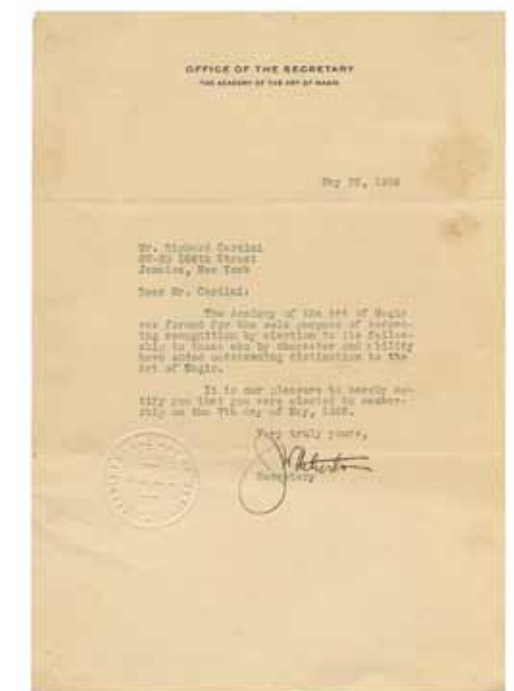 OFFICE OF THE SECRETARY
THE ACADEMY OF THE ART OF MAGIC
May
Mr. Richard Cardini
Street
Jamaica, New York
Dear Mr. Cardini:
The Academy of the Art of Magic
was formed for the sole purpose of accord-
ing recognition by election to its fellow-
ship to those who by character and ability
have added outstanding distinction to the
Art of Magic.
It is our pleasure to hereby no-
tify you that you were elected to member-
ship on the 7th day of May,
Very truly yours,
Secretary